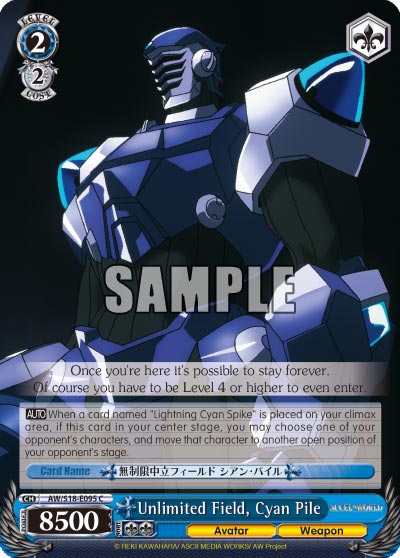 LEVEL
2
2
COST
SAMPLE
Once you're here it's possible to stay forever.
Of course you have to be Level 4 or higher to even enter.
AUTO When a card named "Lightning Cyan Spike" is placed on your climax
area, if this card in your center stage, you may choose one of your
opponent's characters, and move that character to another open position of
your opponent's stage.
Card Name 無制限中立フィールド シアン・パイル
CH AW/S18-E095 C
POWER 8500 SOUL Unlimited Field, Cyan Pile ACCEL WORLD
Avatar Weapon
© REKI KAWAHARA/ ASCII MEDIA WORKS/ AW Project